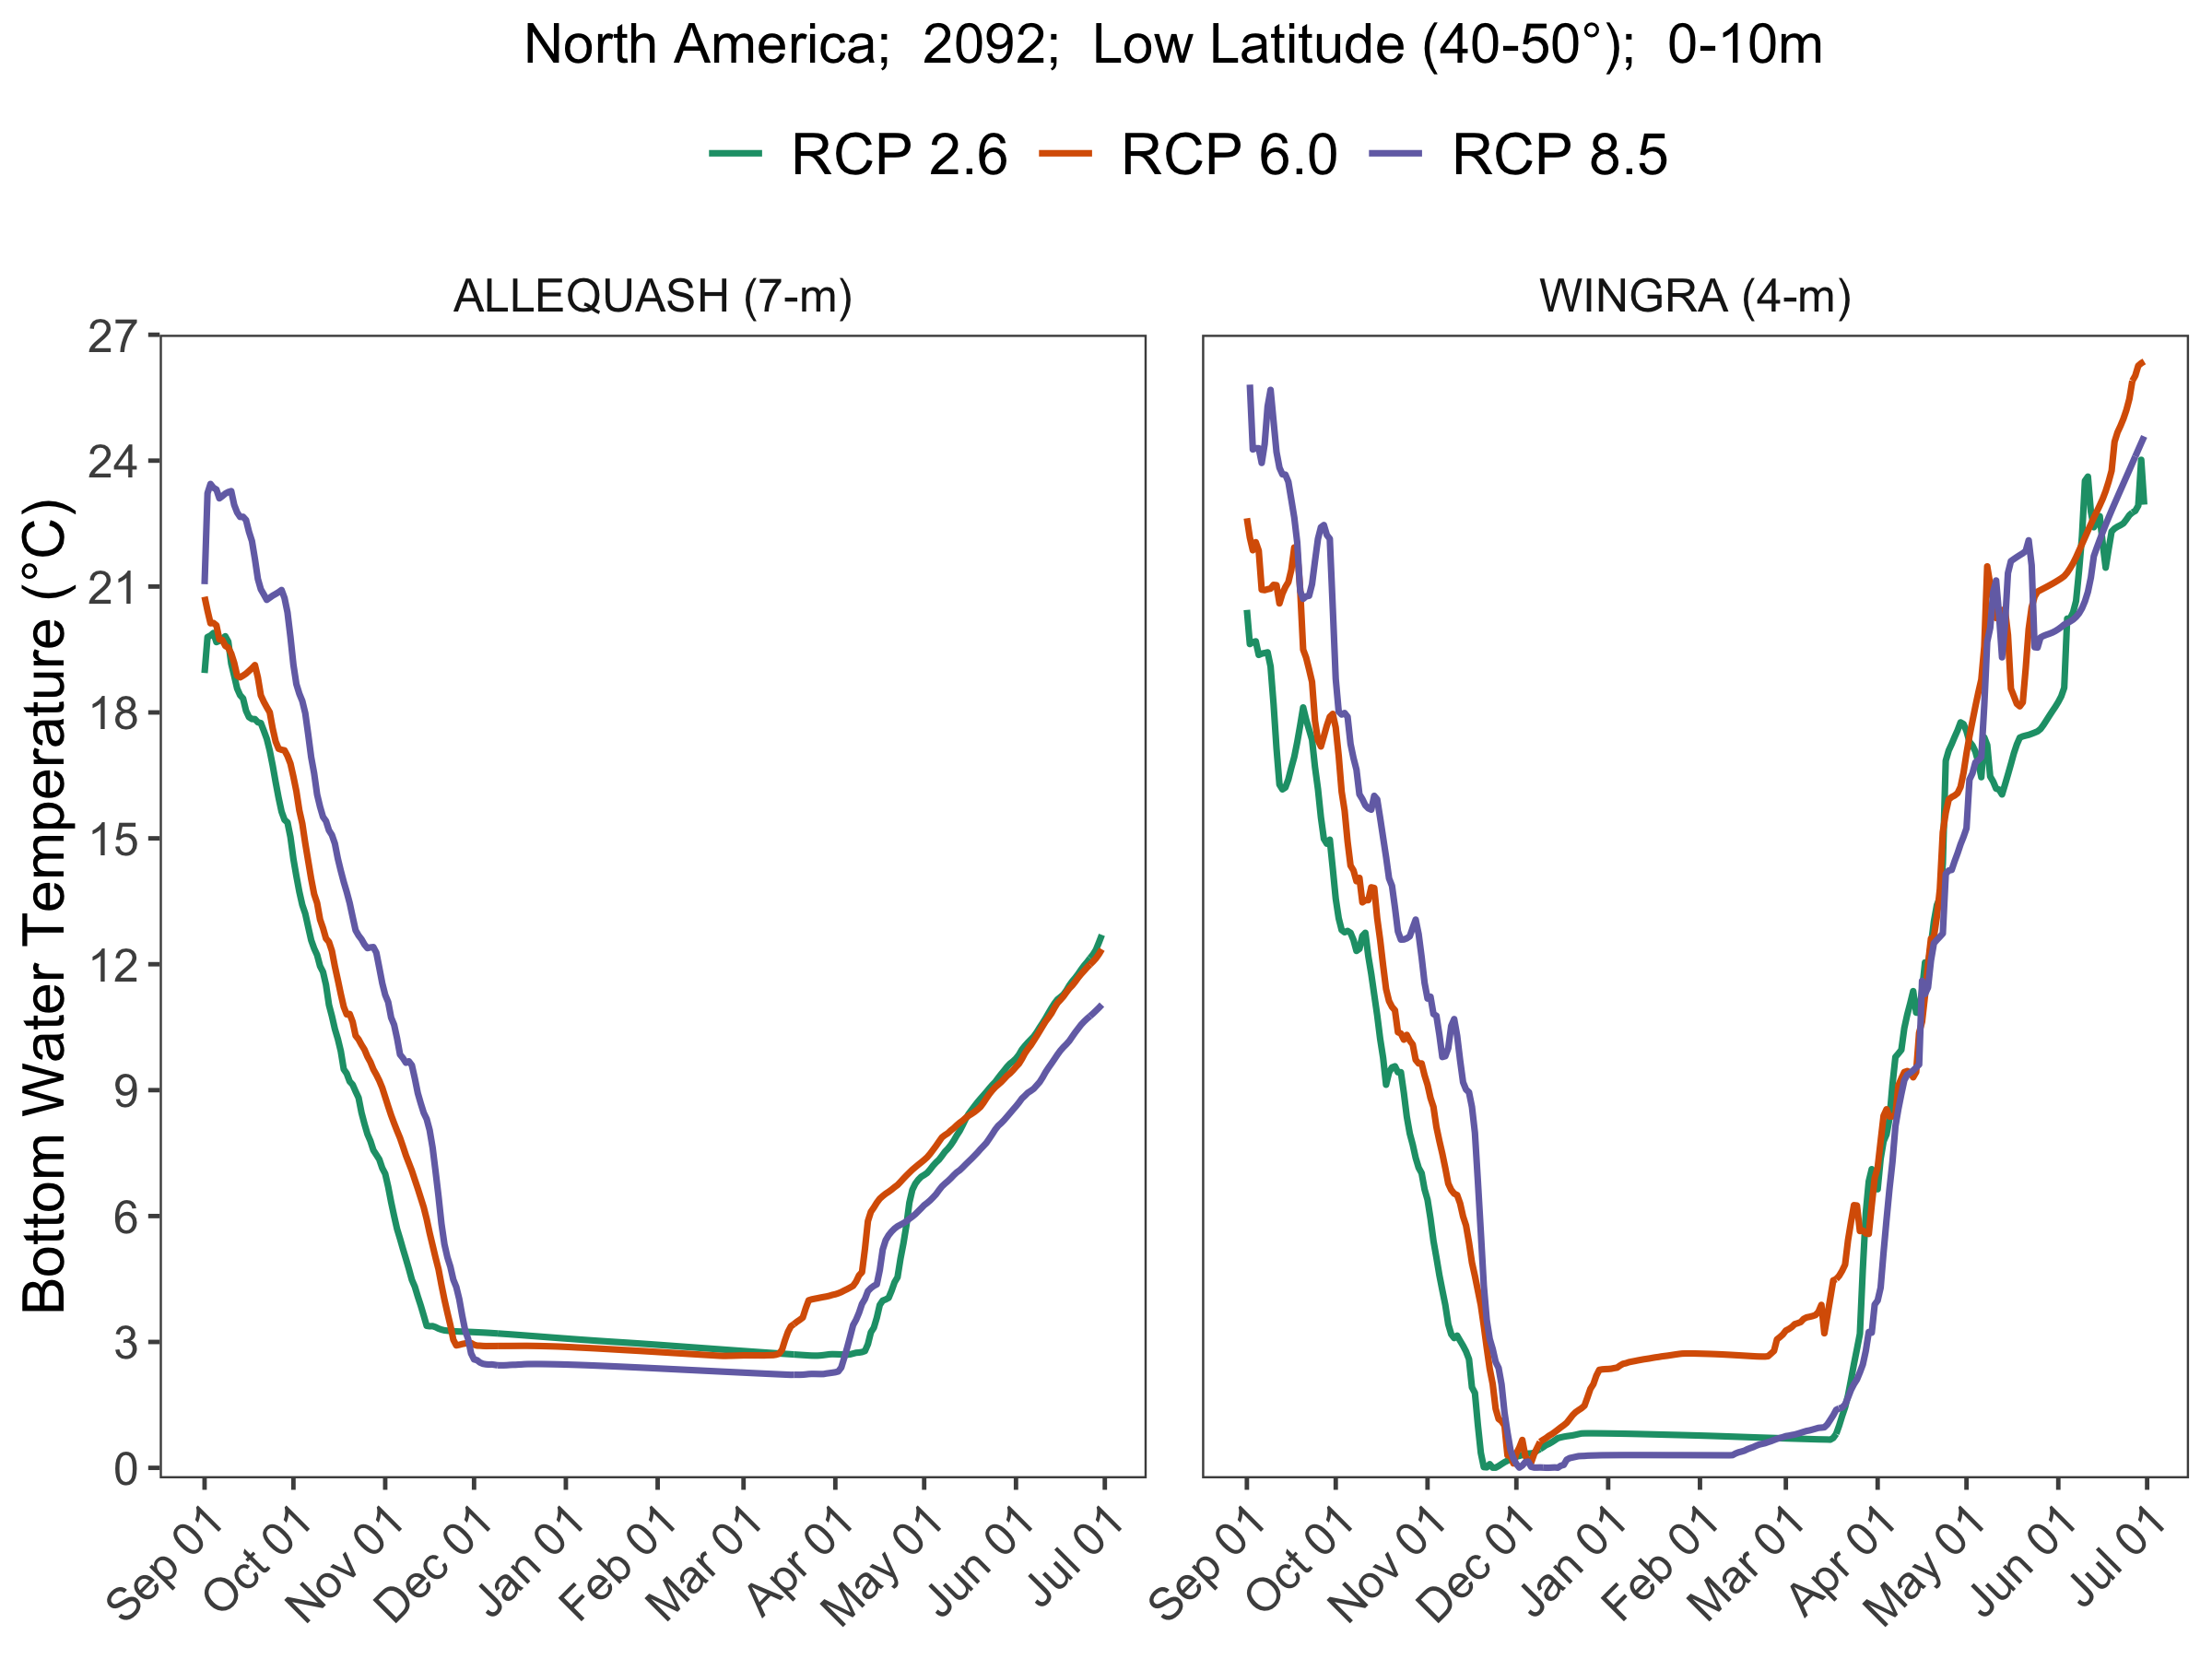 North America;  2092;  Low Latitude (40-50°);  0-10m
RCP 2.6 RCP 6.0 RCP 8.5
ALLEQUASH (7-m)
WINGRA (4-m)
Bottom Water Temperature (°C)
27
24
21
18
15
12
9
6
3
0
Sep 01 Oct 01 Nov 01 Dec 01 Jan 01 Feb 01 Mar 01 Apr 01 May 01 Jun 01 Jul 01
Sep 01 Oct 01 Nov 01 Dec 01 Jan 01 Feb 01 Mar 01 Apr 01 May 01 Jun 01 Jul 01